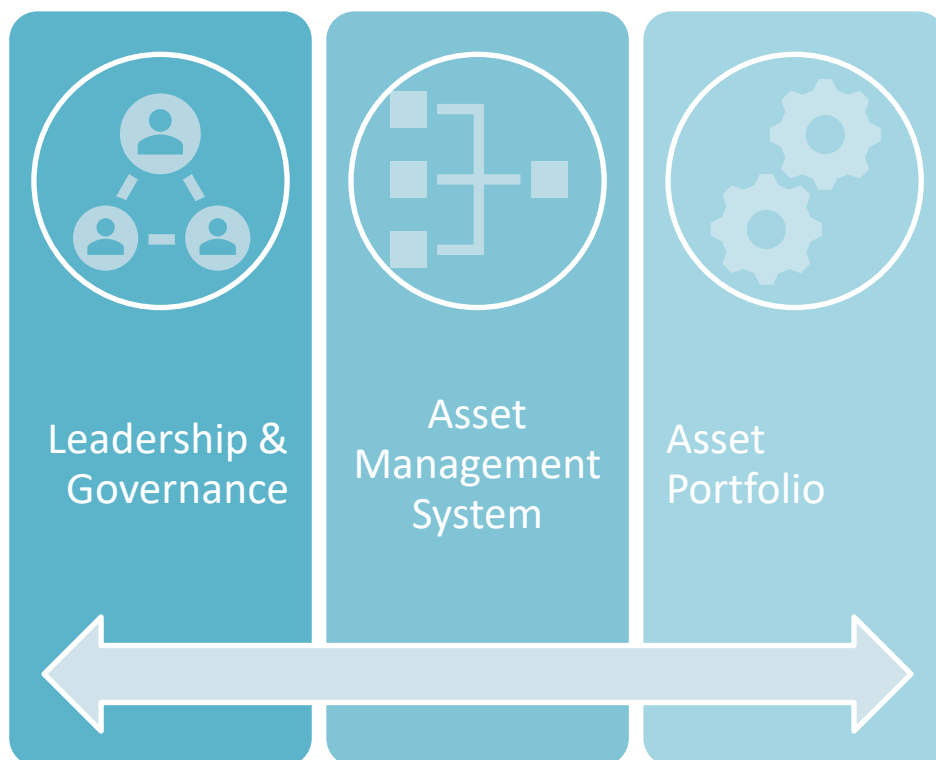 Leadership &
Governance
Asset
Management
System
Asset
Portfolio